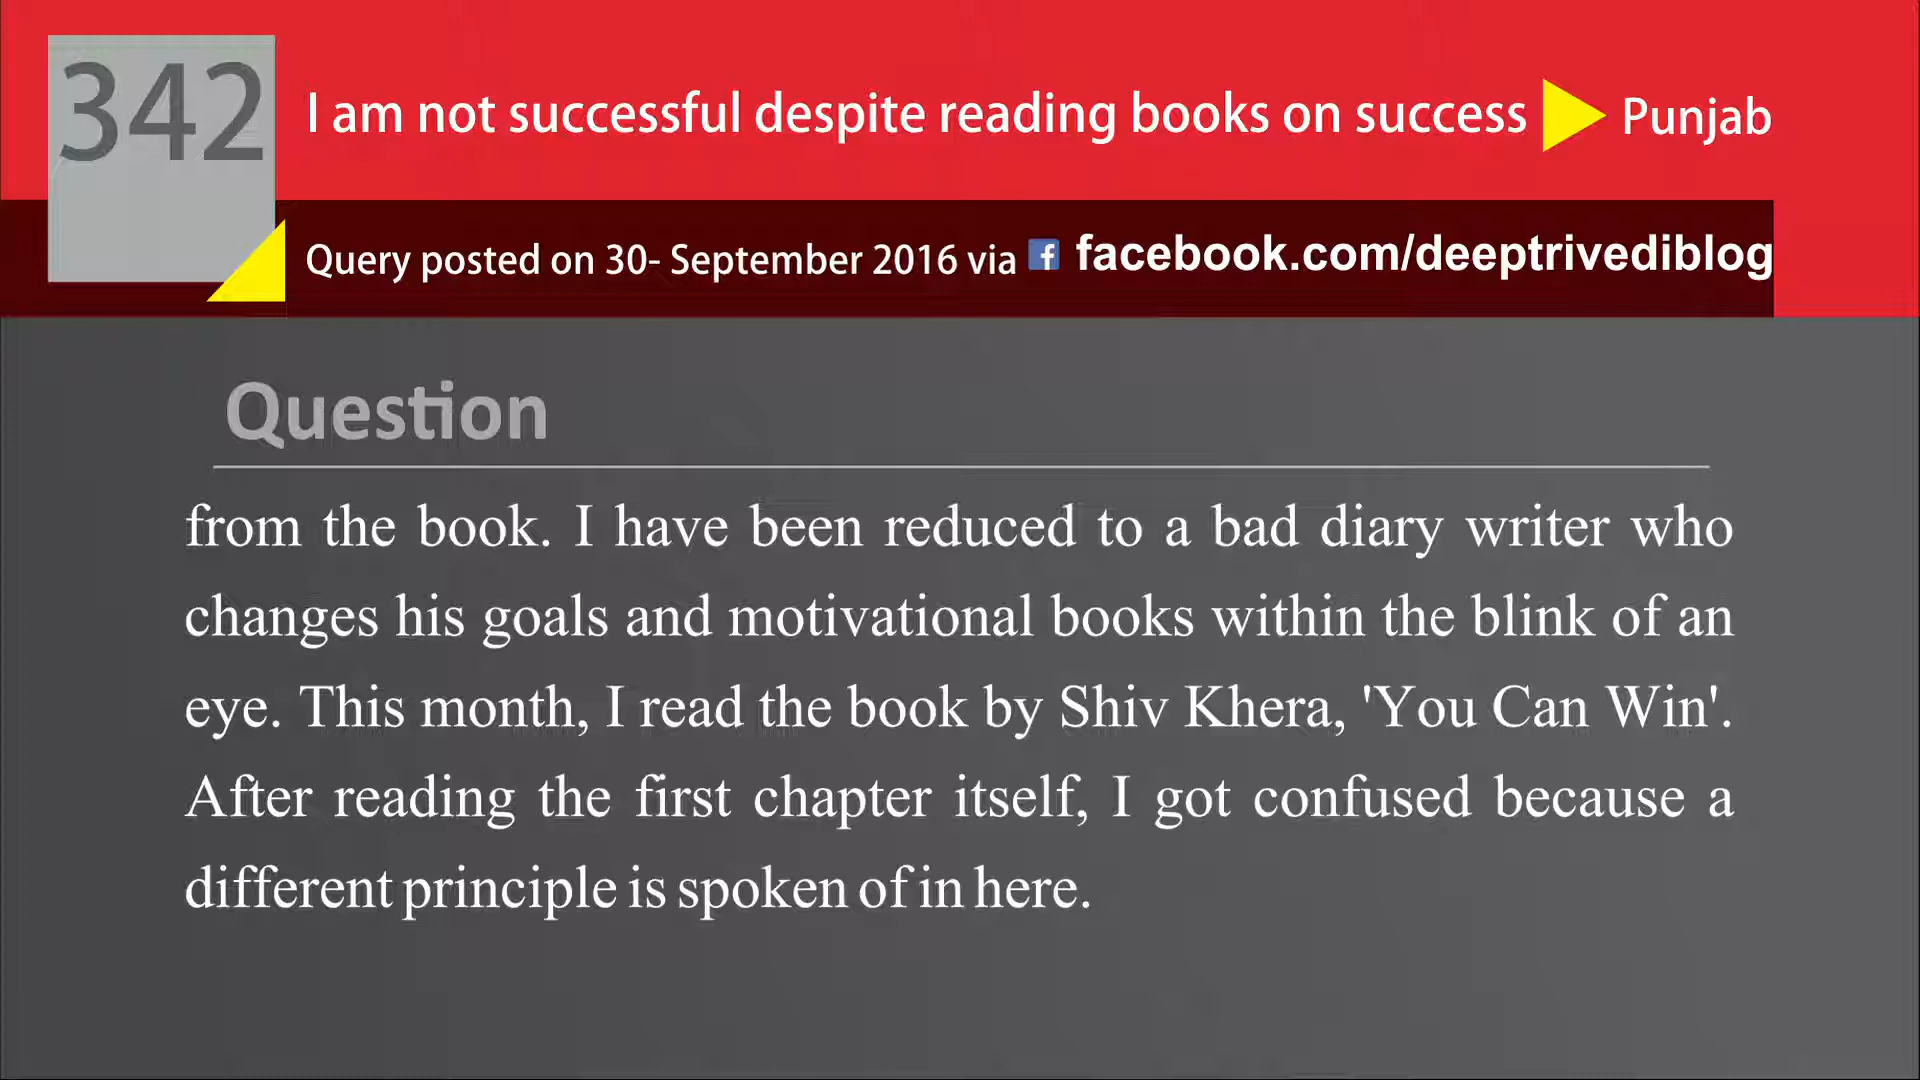 342
I am not successful despite reading books on success
Punjab
Query posted on 30- September 2016 via f facebook.com/deeptrivediblog
Question
from the book. I have been reduced to a bad diary writer who
changes his goals and motivational books within the blink of an
eye. This month, I read the book by Shiv Khera, 'You Can Win'.
After reading the first chapter itself, I got confused because a
different principle is spoken of in here.